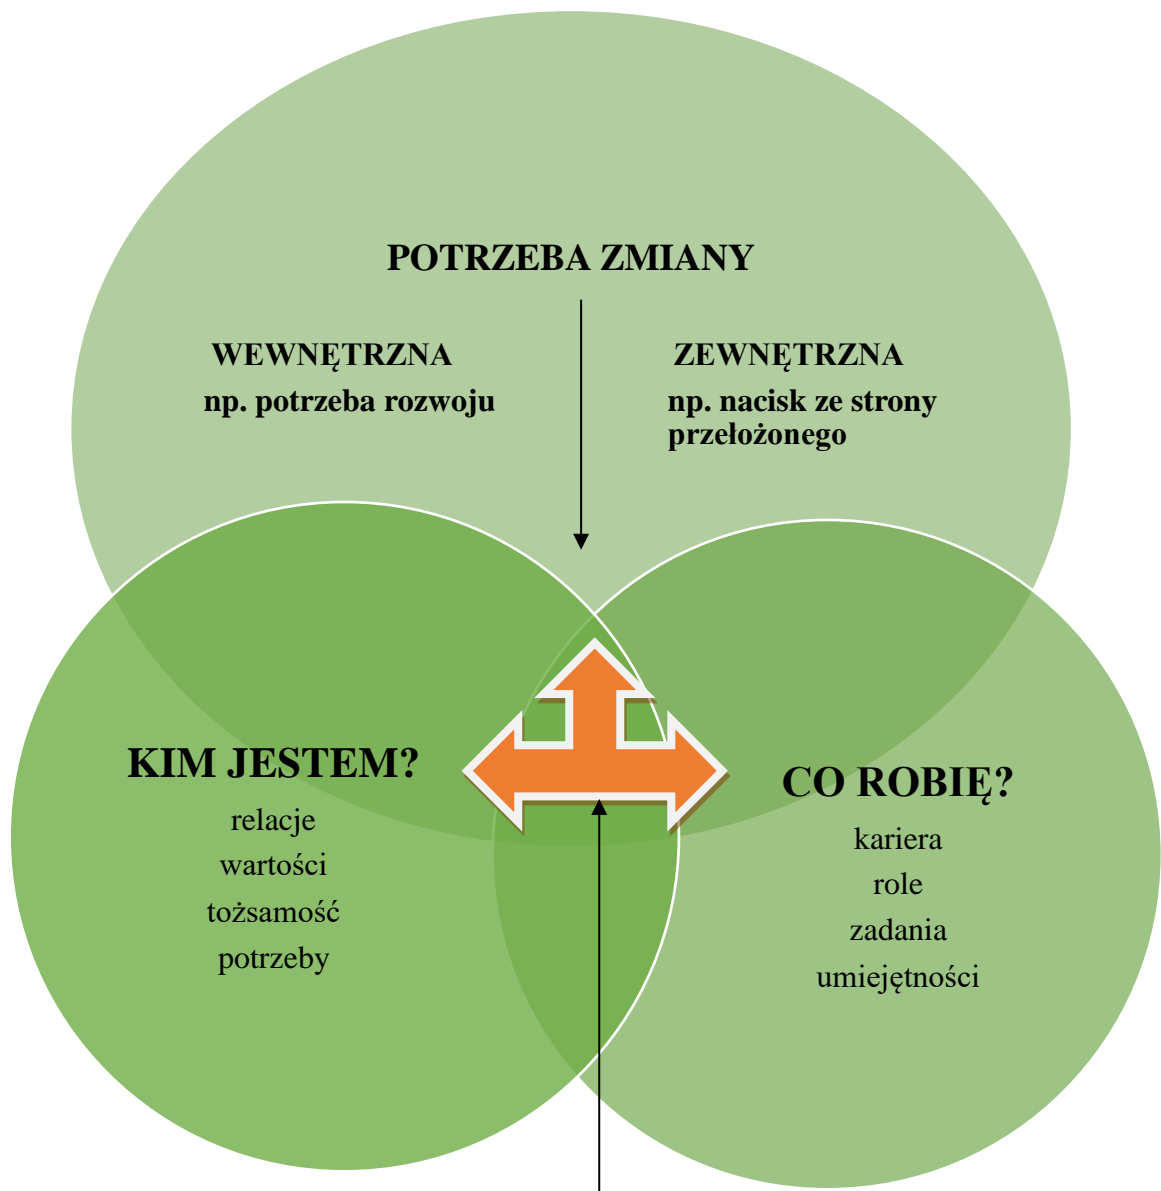 POTRZEBA ZMIANY
WEWNĘTRZNA
np. potrzeba rozwoju
ZEWNĘTRZNA
np. nacisk ze strony
przełożonego
KIM JESTEM?
relacje
wartości
tożsamość
potrzeby
CO ROBIĘ?
kariera
role
zadania
umiejętności